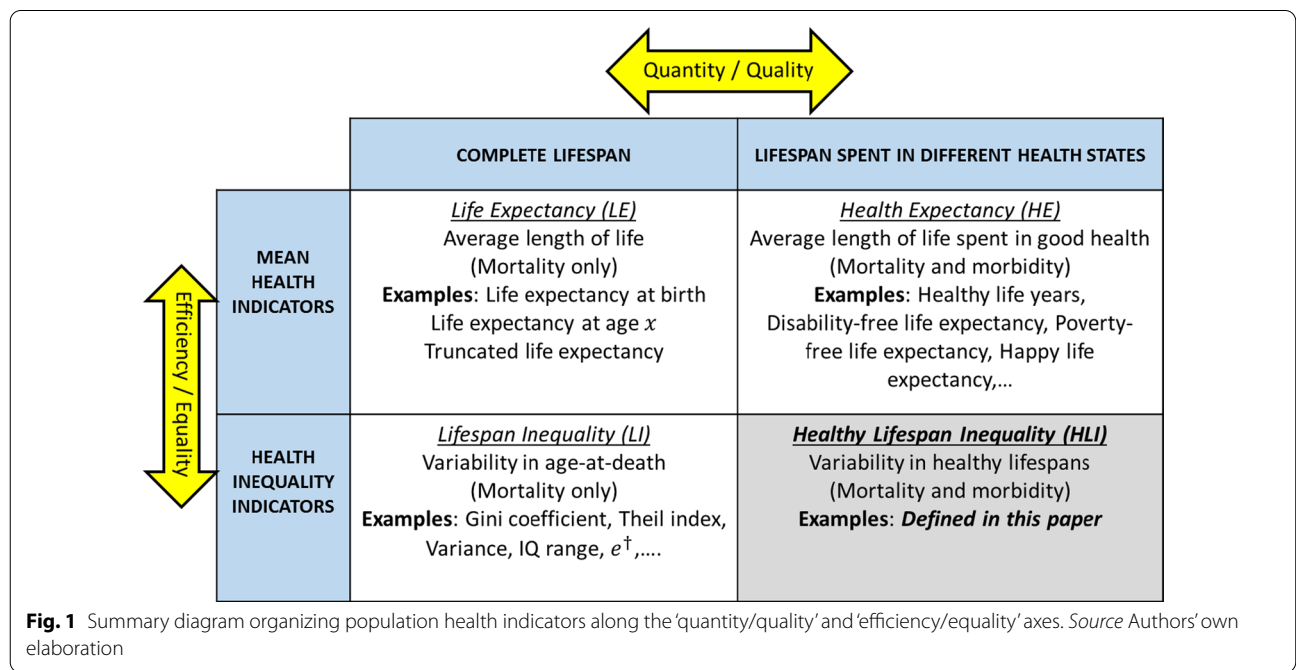 Quantity / Quality
COMPLETE LIFESPAN
LIFESPAN SPENT IN DIFFERENT HEALTH STATES
Efficiency / Equality
MEAN
HEALTH
INDICATORS
Life Expectancy (LE)
Average length of life
(Mortality only)
Examples: Life expectancy at birth
Life expectancy at age x
Truncated life expectancy
Health Expectancy (HE)
Average length of life spent in good health
(Mortality and morbidity)
Examples: Healthy life years,
Disability-free life expectancy, Poverty-
free life expectancy, Happy life
expectancy,...
HEALTH
INEQUALITY
INDICATORS
Lifespan Inequality (LI)
Variability in age-at-death
(Mortality only)
Examples: Gini coefficient, Theil index,
Variance, IQ range, e†,....
Healthy Lifespan Inequality (HLI)
Variability in healthy lifespans
(Mortality and morbidity)
Examples: Defined in this paper
Fig. 1 Summary diagram organizing population health indicators along the ‘quantity/quality’ and ‘efficiency/equality’ axes. Source Authors’ own
elaboration